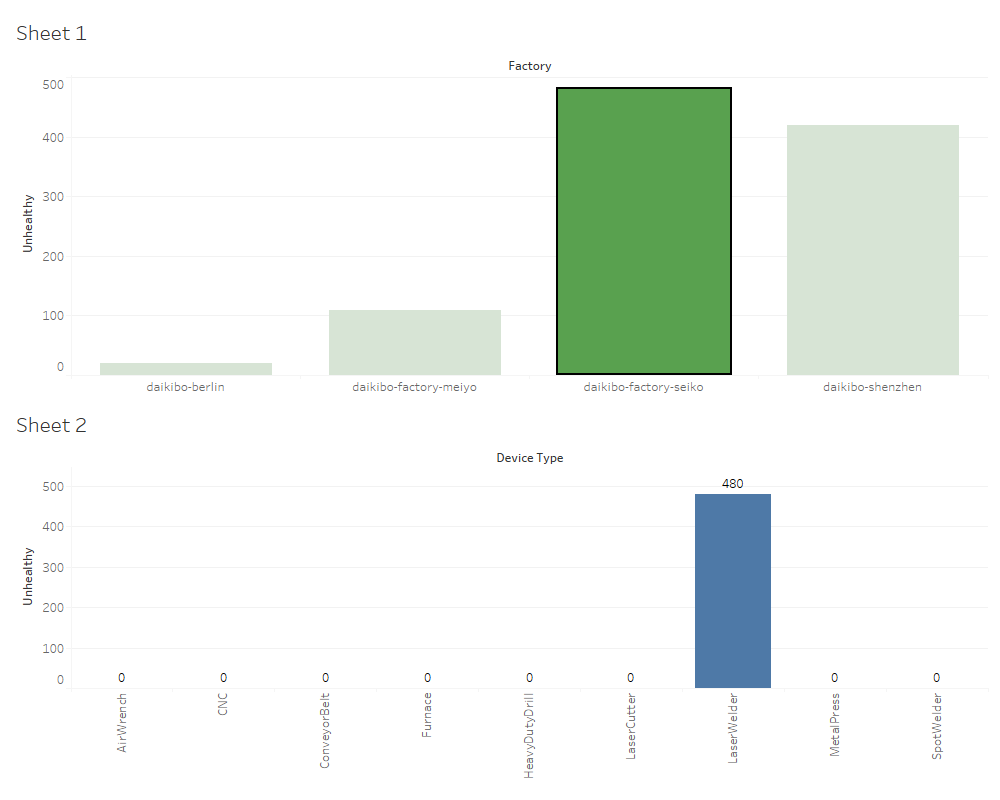 Sheet 1
Factory
Unhealthy
500
400
300
200
100
0
daikibo-berlin daikibo-factory-meiyo daikibo-factory-seiko daikibo-shenzhen
Sheet 2
Device Type
Unhealthy
500
400
300
200
100
0
0 0 0 0 0 0 480 0 0
AirWrench
CNC
ConveyorBelt
Furnace
HeavyDutyDrill
LaserCutter
LaserWelder
MetalPress
SpotWelder